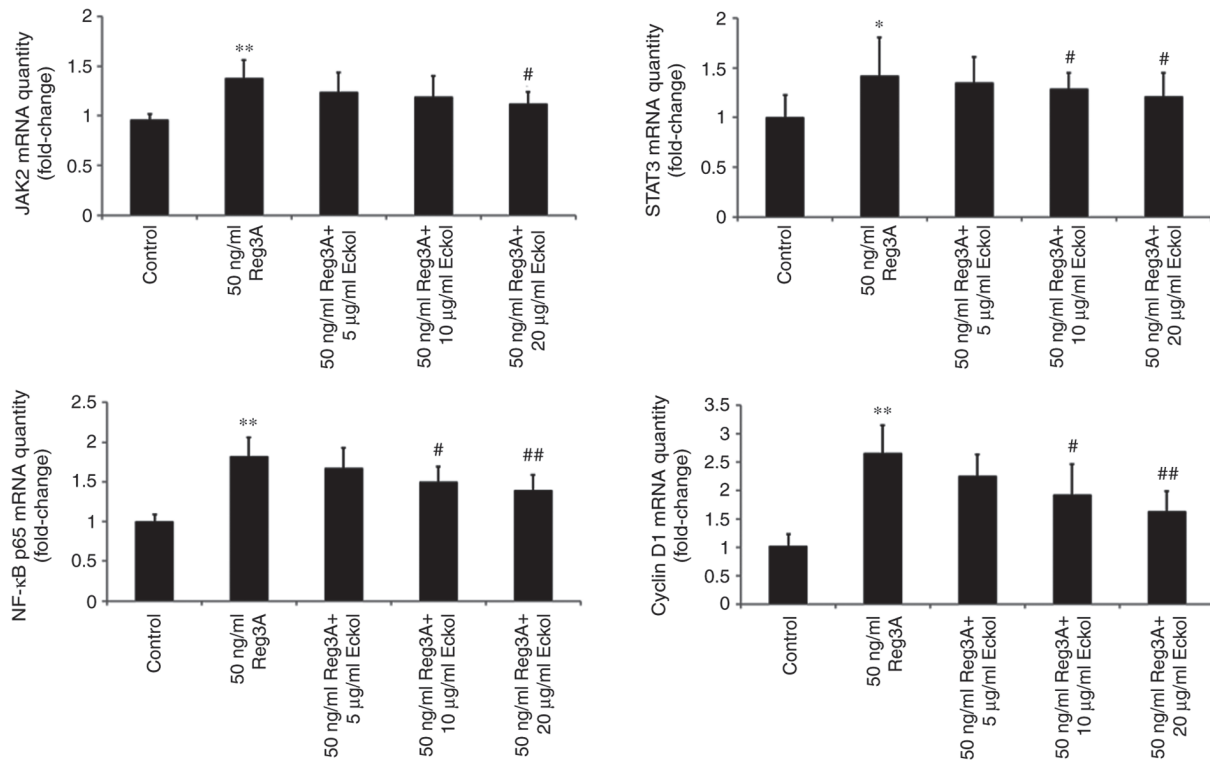 JAK2 mRNA quantity
(fold-change)
2
1.5
1
0.5
0
**
#
Control
50 ng/ml
Reg3A
50 ng/ml Reg3A+
5 μg/ml Eckol
50 ng/ml Reg3A+
10 μg/ml Eckol
50 ng/ml Reg3A+
20 μg/ml Eckol
STAT3 mRNA quantity
(fold-change)
2
1.5
1
0.5
0
*
#
#
Control
50 ng/ml
Reg3A
50 ng/ml Reg3A+
5 μg/ml Eckol
50 ng/ml Reg3A+
10 μg/ml Eckol
50 ng/ml Reg3A+
20 μg/ml Eckol
NF-κB p65 mRNA quantity
(fold-change)
2.5
2
1.5
1
0.5
0
**
#
##
Control
50 ng/ml
Reg3A
50 ng/ml Reg3A+
5 μg/ml Eckol
50 ng/ml Reg3A+
10 μg/ml Eckol
50 ng/ml Reg3A+
20 μg/ml Eckol
Cyclin D1 mRNA quantity
(fold-change)
3.5
3
2.5
2
1.5
1
0.5
0
**
#
##
Control
50 ng/ml
Reg3A
50 ng/ml Reg3A+
5 μg/ml Eckol
50 ng/ml Reg3A+
10 μg/ml Eckol
50 ng/ml Reg3A+
20 μg/ml Eckol